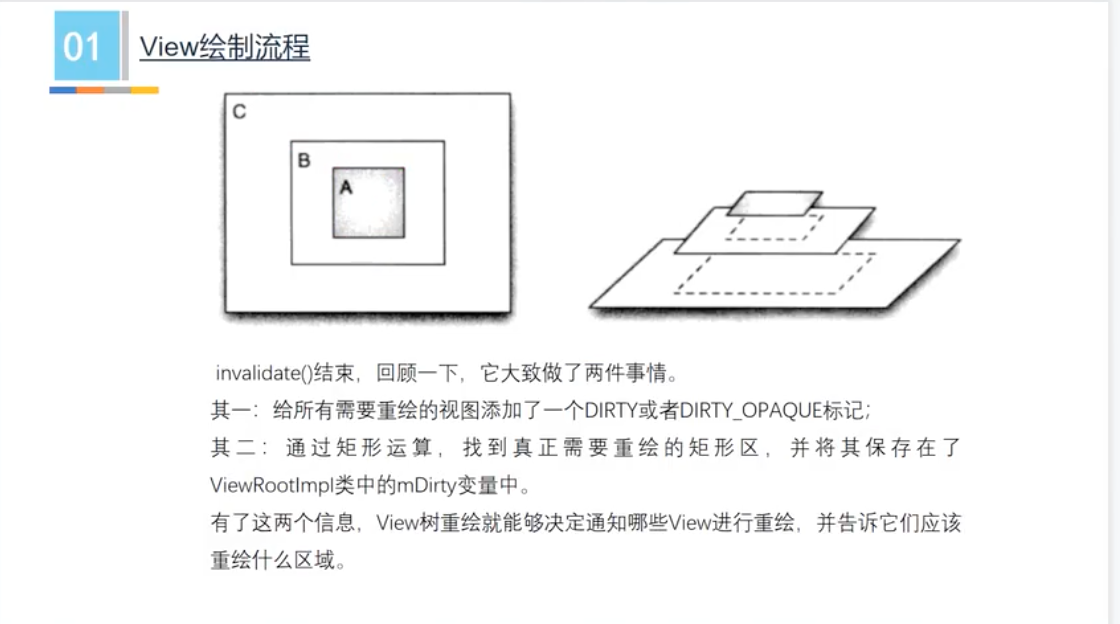 01
View绘制流程
C
B
A
invalidate()结束，回顾一下，它大致做了两件事情。
其一：给所有需要重绘的视图添加了一个DIRTY或者DIRTY_OPAQUE标记；
其二：通过矩形运算，找到真正需要重绘的矩形区，并将其保存在了
ViewRootImpl类中的mDirty变量中。
有了这两个信息，View树重绘就能够决定通知哪些View进行重绘，并告诉它们应该
重绘什么区域。